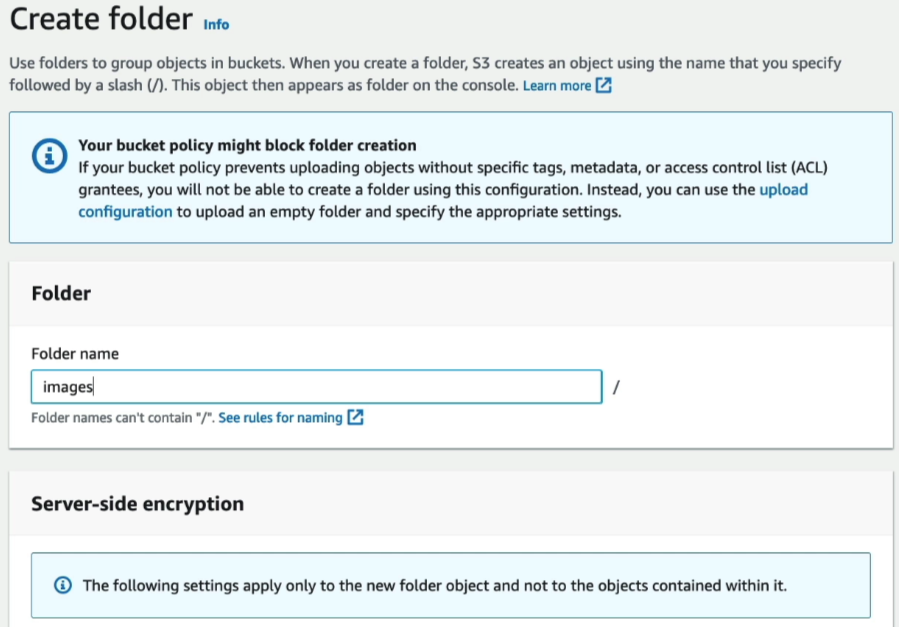 Create folder Info
Use folders to group objects in buckets. When you create a folder, S3 creates an object using the name that you specify
followed by a slash (/). This object then appears as folder on the console. Learn more
Your bucket policy might block folder creation
If your bucket policy prevents uploading objects without specific tags, metadata, or access control list (ACL)
grantees, you will not be able to create a folder using this configuration. Instead, you can use the upload
configuration to upload an empty folder and specify the appropriate settings.
Folder
Folder name
images /
Folder names can't contain "/". See rules for naming
Server-side encryption
The following settings apply only to the new folder object and not to the objects contained within it.